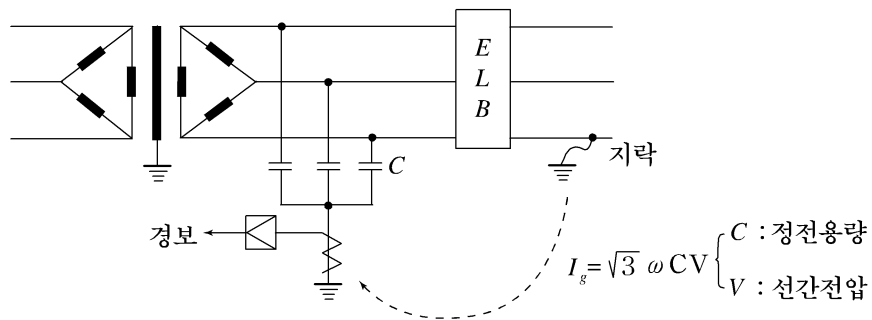 E
L
B
C
지락
경보
I_g = √3 ωCV
C : 정전용량
V : 선간전압